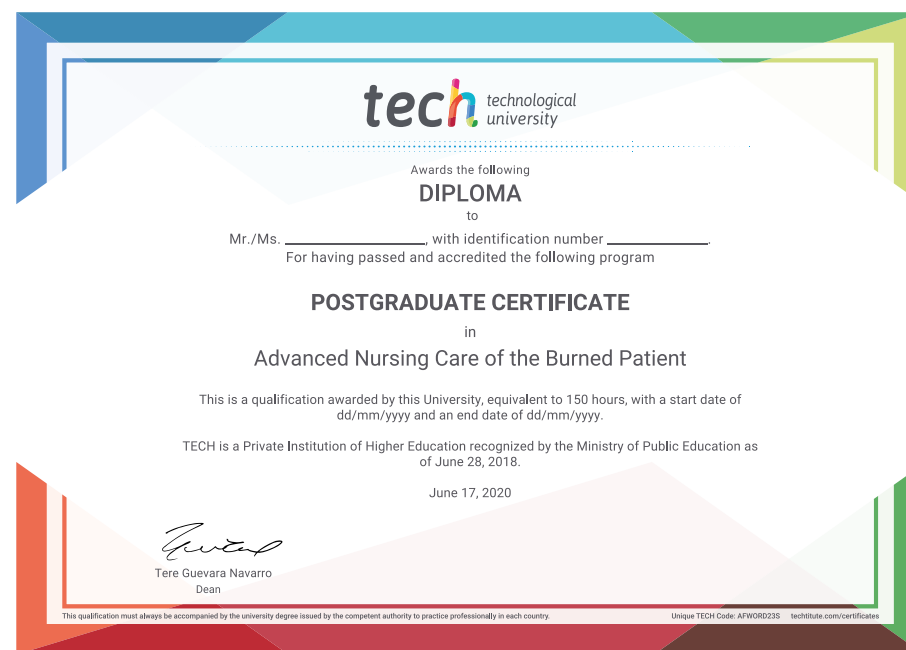 tech technological
university
Awards the following
DIPLOMA
to
Mr./Ms. ____________, with identification number ____________.
For having passed and accredited the following program
POSTGRADUATE CERTIFICATE
in
Advanced Nursing Care of the Burned Patient
This is a qualification awarded by this University, equivalent to 150 hours, with a start date of
dd/mm/yyyy and an end date of dd/mm/yyyy.
TECH is a Private Institution of Higher Education recognized by the Ministry of Public Education as
of June 28, 2018.
June 17, 2020
Tere Guevara Navarro
Dean
This qualification must always be accompanied by the university degree issued by the competent authority to practice professionally in each country. Unique TECH Code: AFWORD23S techtitute.com/certificates